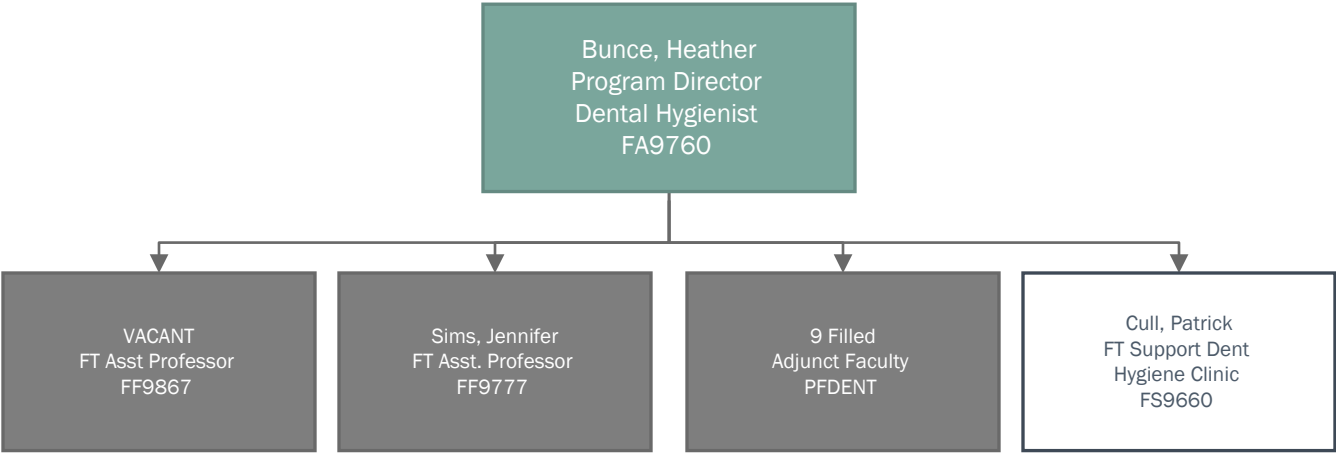 Bunce, Heather
Program Director
Dental Hygienist
FA9760
VACANT
FT Asst Professor
FF9867
Sims, Jennifer
FT Asst. Professor
FF9777
9 Filled
Adjunct Faculty
PFDENT
Cull, Patrick
FT Support Dent
Hygiene Clinic
FS9660